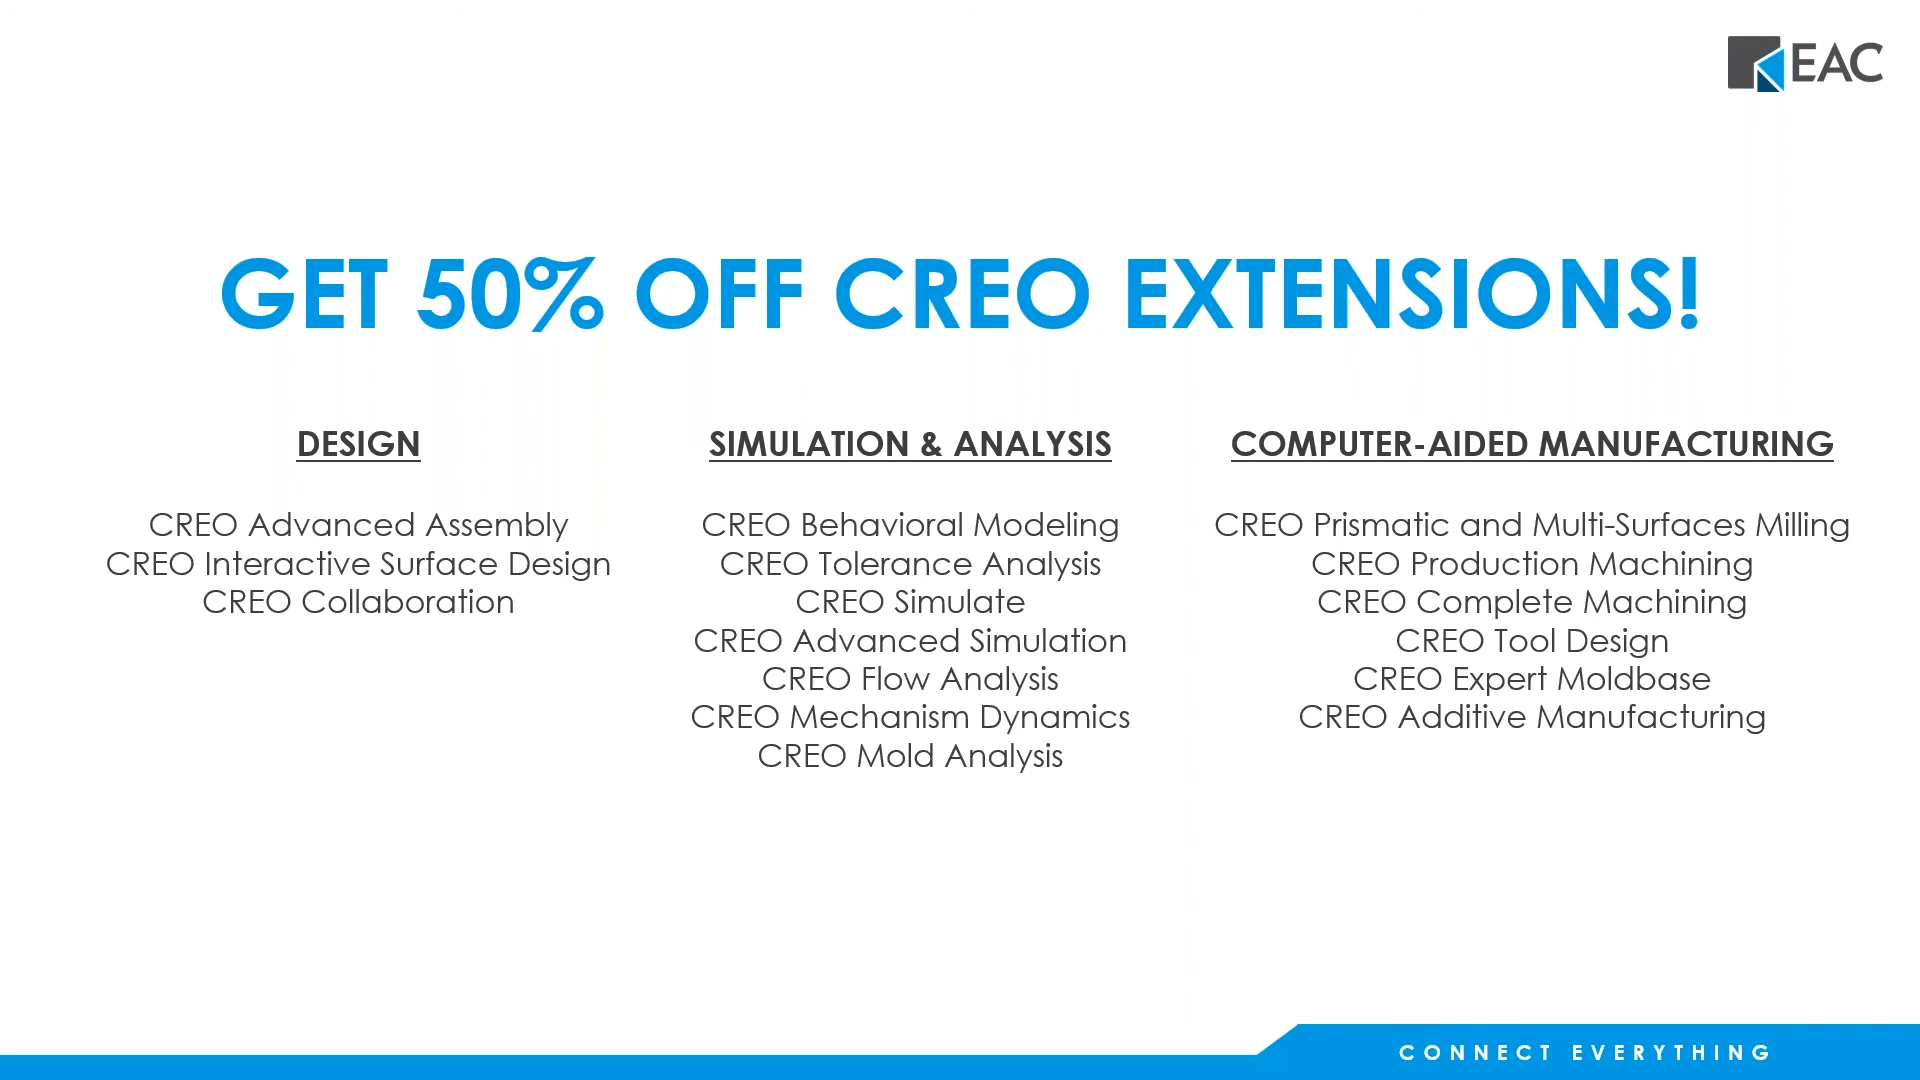 EAC
GET 50% OFF CREO EXTENSIONS!
DESIGN
CREO Advanced Assembly
CREO Interactive Surface Design
CREO Collaboration
SIMULATION & ANALYSIS
CREO Behavioral Modeling
CREO Tolerance Analysis
CREO Simulate
CREO Advanced Simulation
CREO Flow Analysis
CREO Mechanism Dynamics
CREO Mold Analysis
COMPUTER-AIDED MANUFACTURING
CREO Prismatic and Multi-Surfaces Milling
CREO Production Machining
CREO Complete Machining
CREO Tool Design
CREO Expert Moldbase
CREO Additive Manufacturing
CONNECT EVERYTHING